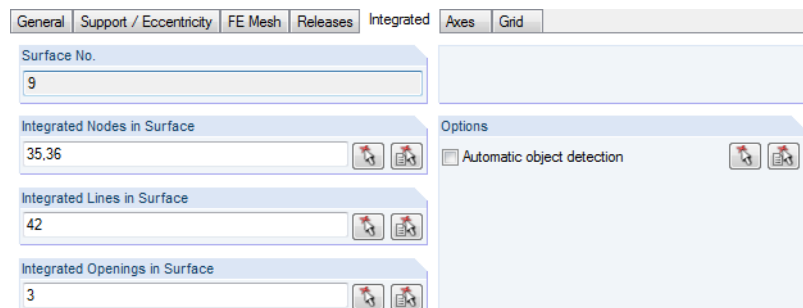 General Support / Eccentricity FE Mesh Releases Integrated Axes Grid
Surface No.
9
Integrated Nodes in Surface
35,36
Options
Automatic object detection
Integrated Lines in Surface
42
Integrated Openings in Surface
3